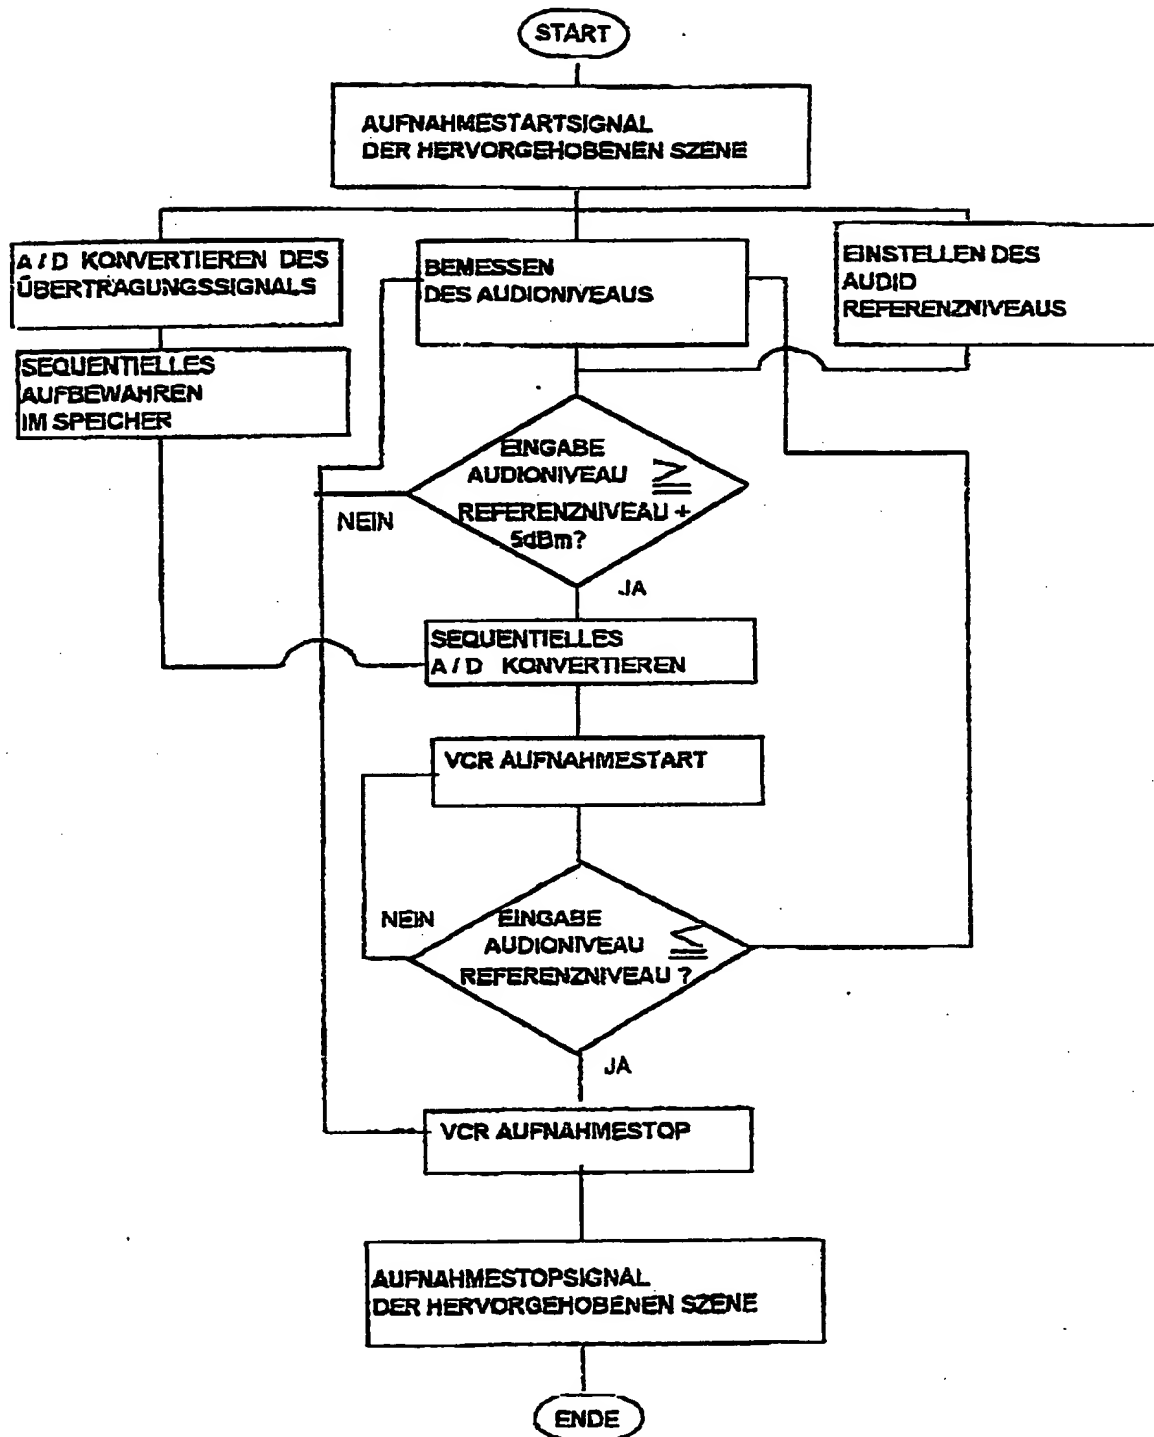 START
AUFNAHMESTARTSIGNAL
DER HERVORGEHOBENEN SZENE
A / D KONVERTIEREN DES
ÜBERTRAGUNGSSIGNALS
BEMESSEN
DES AUDIONIVEAUS
EINSTELLEN DES
AUDID
REFERENZNIVEAUS
SEQUENTIELLES
AUFBEWAHREN
IM SPEICHER
EINGABE
AUDIONIVEAU ≧
REFERENZNIVEAU +
5dBm?
NEIN
JA
SEQUENTIELLES
A / D KONVERTIEREN
VCR AUFNAHMESTART
NEIN
EINGABE
AUDIONIVEAU ≦
REFERENZNIVEAU ?
JA
VCR AUFNAHMESTOP
AUFNAHMESTOPSIGNAL
DER HERVORGEHOBENEN SZENE
ENDE